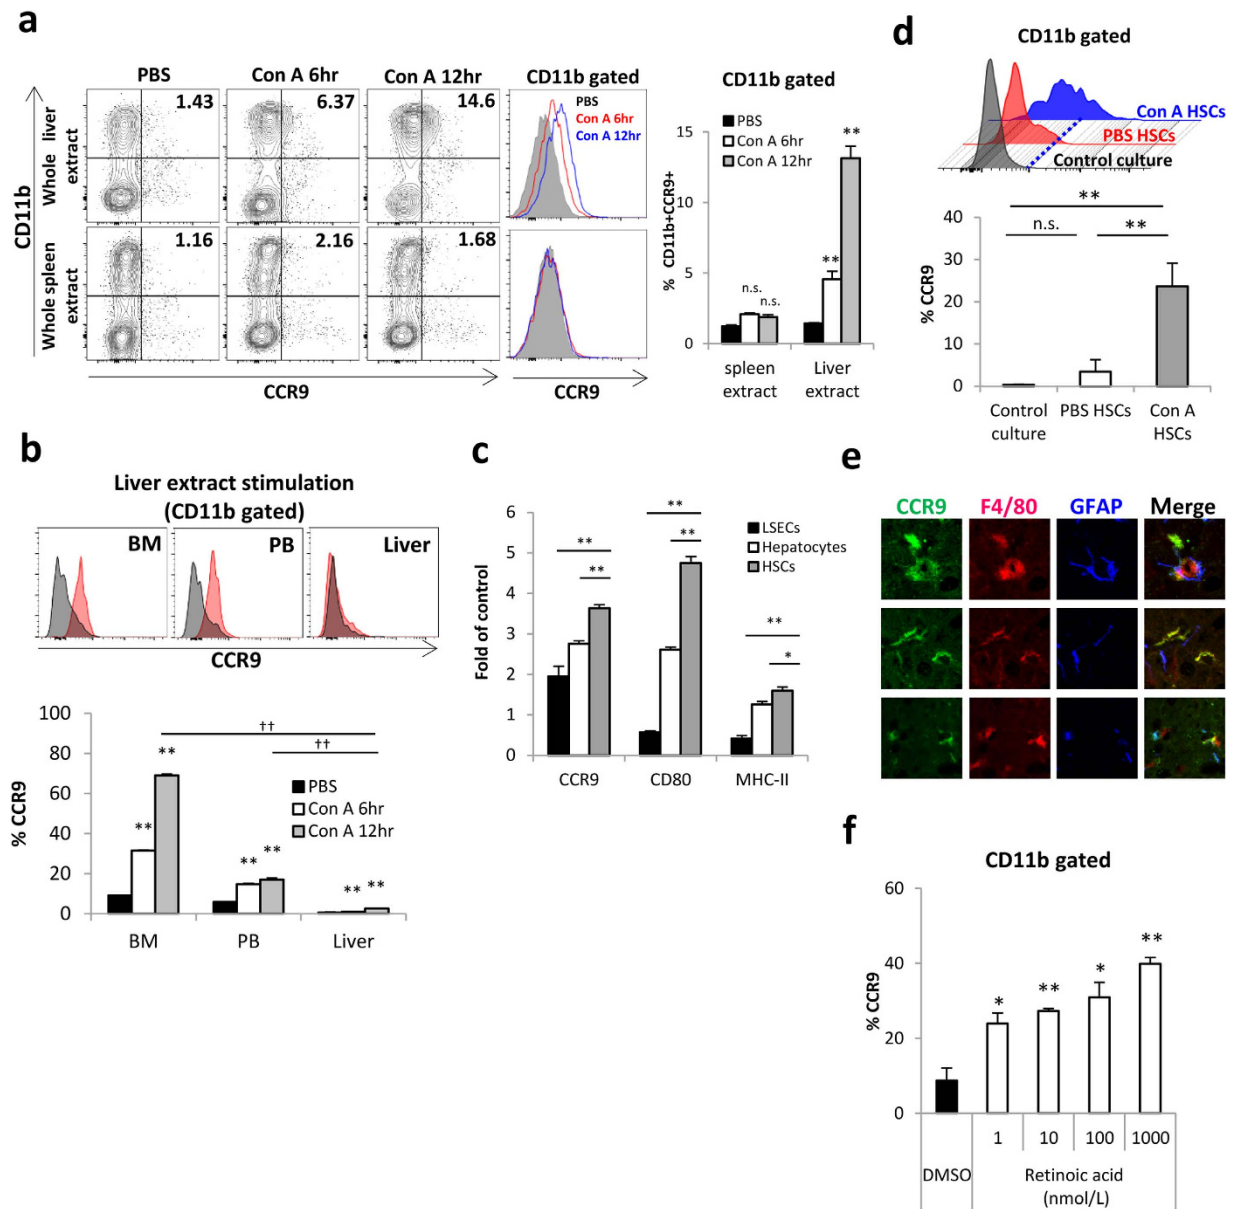 a
PBS
Con A 6hr
Con A 12hr
CD11b gated
CD11b
Whole liver
extract
1.43
6.37
14.6
PBS
Con A 6hr
Con A 12hr
Whole spleen
extract
1.16
2.16
1.68
CCR9
CCR9
CD11b gated
PBS
Con A 6hr
Con A 12hr
% CD11b+CCR9+
15
10
5
0
n.s.
n.s.
**
**
spleen
extract
Liver
extract
d
CD11b gated
Con A HSCs
PBS HSCs
Control culture
% CCR9
40
30
20
10
0
**
n.s.
**
Control
culture
PBS HSCs
Con A
HSCs
b
Liver extract stimulation
(CD11b gated)
BM
PB
Liver
CCR9
% CCR9
100
80
60
40
20
0
††
††
**
**
**
**
**
**
PBS
Con A 6hr
Con A 12hr
BM
PB
Liver
c
Fold of control
6
5
4
3
2
1
0
**
**
**
**
**
*
LSECs
Hepatocytes
HSCs
CCR9
CD80
MHC-II
e
CCR9
F4/80
GFAP
Merge
f
CD11b gated
% CCR9
60
40
20
0
*
**
*
**
1
10
100
1000
DMSO
Retinoic acid
(nmol/L)